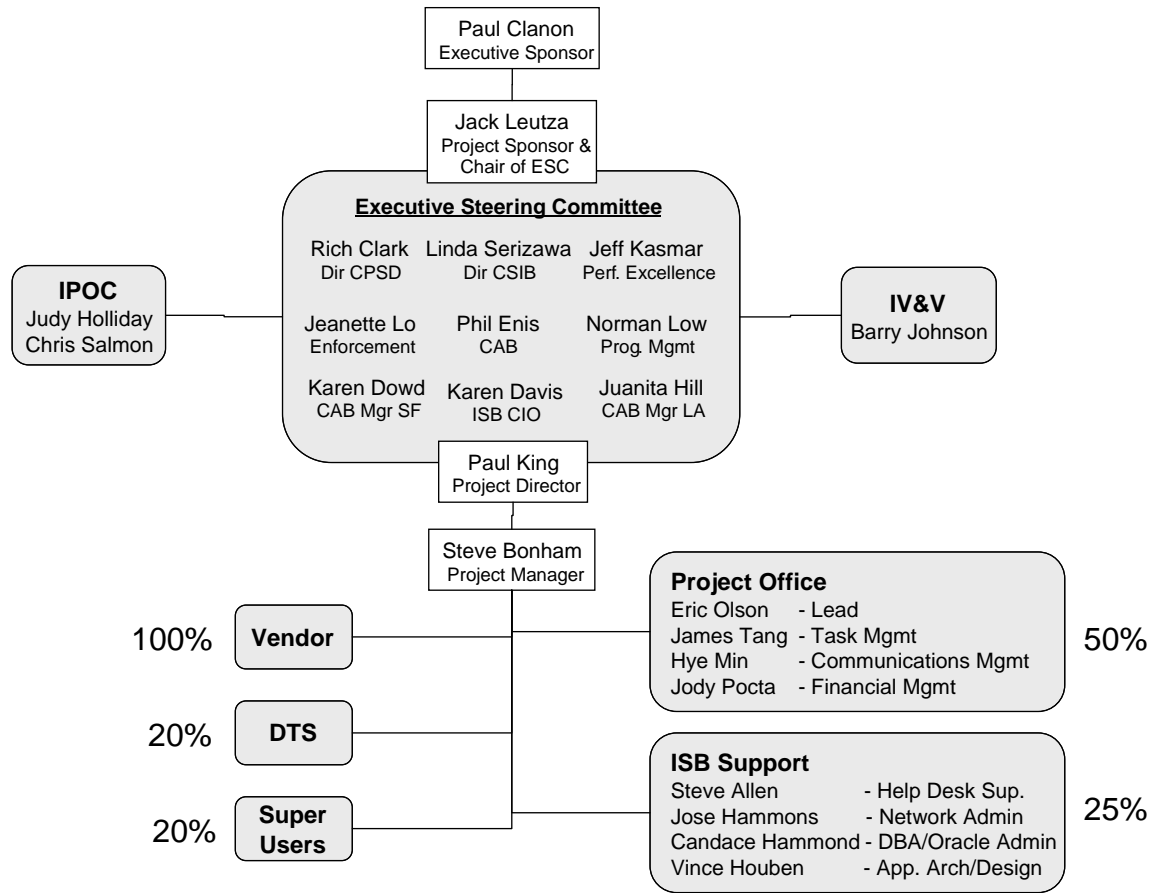 Paul Clanon
Executive Sponsor
Jack Leutza
Project Sponsor &
Chair of ESC
Executive Steering Committee
Rich Clark Linda Serizawa Jeff Kasmar
Dir CPSD Dir CSIB Perf. Excellence
Jeanette Lo Phil Enis Norman Low
Enforcement CAB Prog. Mgmt
Karen Dowd Karen Davis Juanita Hill
CAB Mgr SF ISB CIO CAB Mgr LA
IPOC
Judy Holliday
Chris Salmon
IV&V
Barry Johnson
Paul King
Project Director
Steve Bonham
Project Manager
100% Vendor
20% DTS
20% Super
Users
Project Office
Eric Olson - Lead
James Tang - Task Mgmt
Hye Min - Communications Mgmt
Jody Pocta - Financial Mgmt
50%
ISB Support
Steve Allen - Help Desk Sup.
Jose Hammons - Network Admin
Candace Hammond - DBA/Oracle Admin
Vince Houben - App. Arch/Design
25%